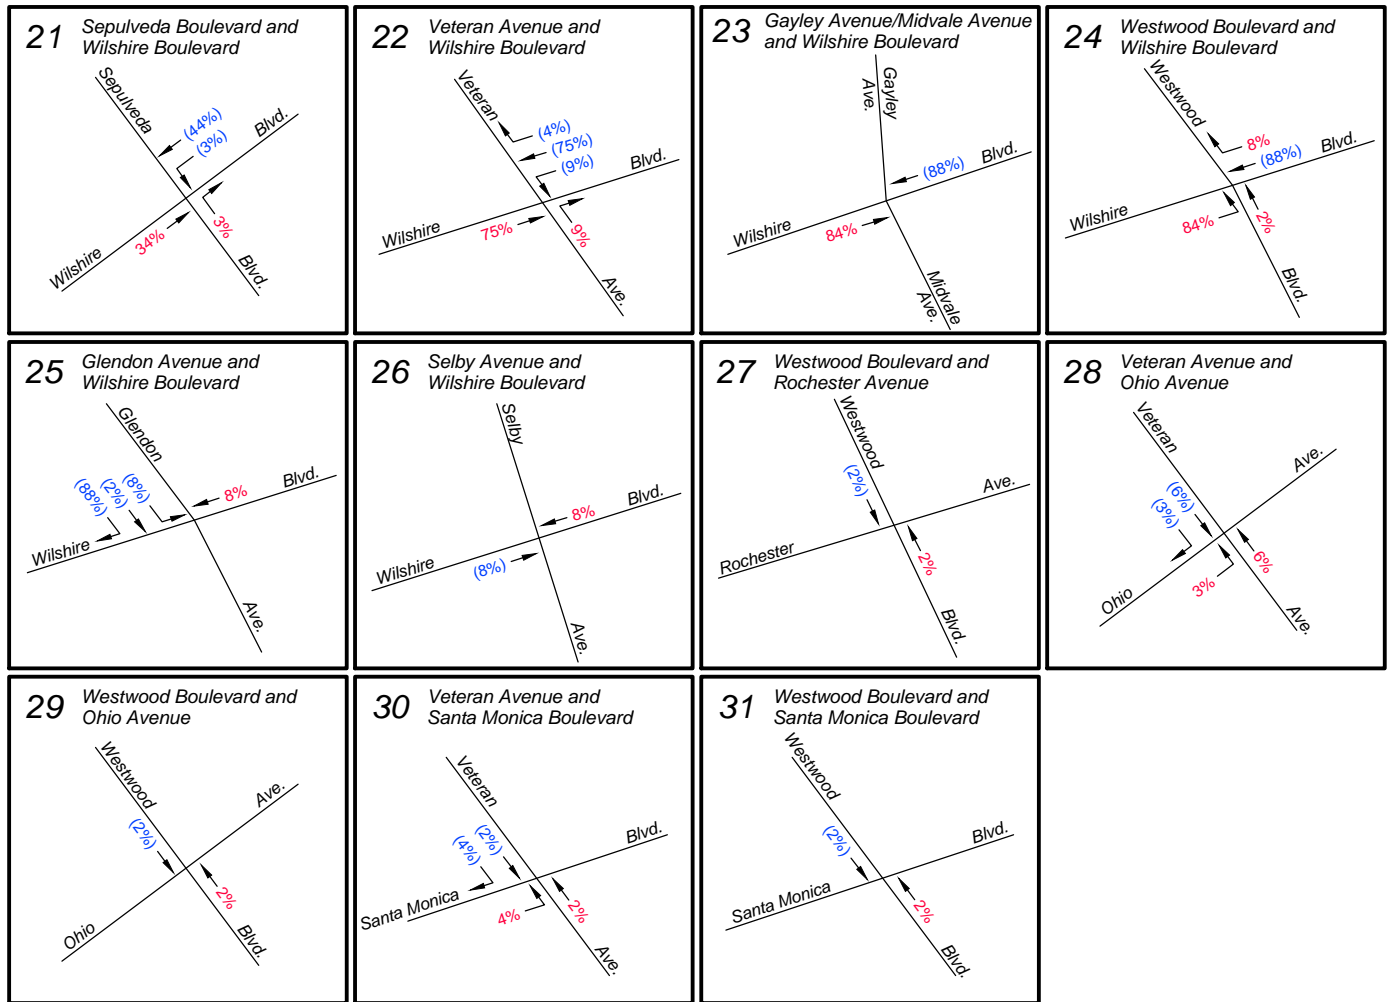 21 Sepulveda Boulevard and
Wilshire Boulevard
Sepulveda
(44%)
(3%)
Blvd.
34%
3%
Wilshire
Blvd.
22 Veteran Avenue and
Wilshire Boulevard
Veteran
(4%)
(75%)
(9%)
Blvd.
Wilshire
75%
9%
Ave.
23 Gayley Avenue/Midvale Avenue
and Wilshire Boulevard
Gayley
Ave.
(88%)
Blvd.
Wilshire
84%
Midvale
Ave.
24 Westwood Boulevard and
Wilshire Boulevard
Westwood
8%
(88%)
Blvd.
Wilshire
84%
2%
Blvd.
25 Glendon Avenue and
Wilshire Boulevard
Glendon
(88%)
(2%)
(8%)
8%
Blvd.
Wilshire
Ave.
26 Selby Avenue and
Wilshire Boulevard
Selby
8%
Blvd.
Wilshire
(8%)
Ave.
27 Westwood Boulevard and
Rochester Avenue
Westwood
(2%)
Ave.
Rochester
2%
Blvd.
28 Veteran Avenue and
Ohio Avenue
Veteran
Ave.
(6%)
(3%)
3%
6%
Ohio
Ave.
29 Westwood Boulevard and
Ohio Avenue
Westwood
Ave.
(2%)
2%
Ohio
Blvd.
30 Veteran Avenue and
Santa Monica Boulevard
Veteran
(2%)
(4%)
Blvd.
Santa Monica
4%
2%
Ave.
31 Westwood Boulevard and
Santa Monica Boulevard
Westwood
(2%)
Blvd.
Santa Monica
2%
Blvd.